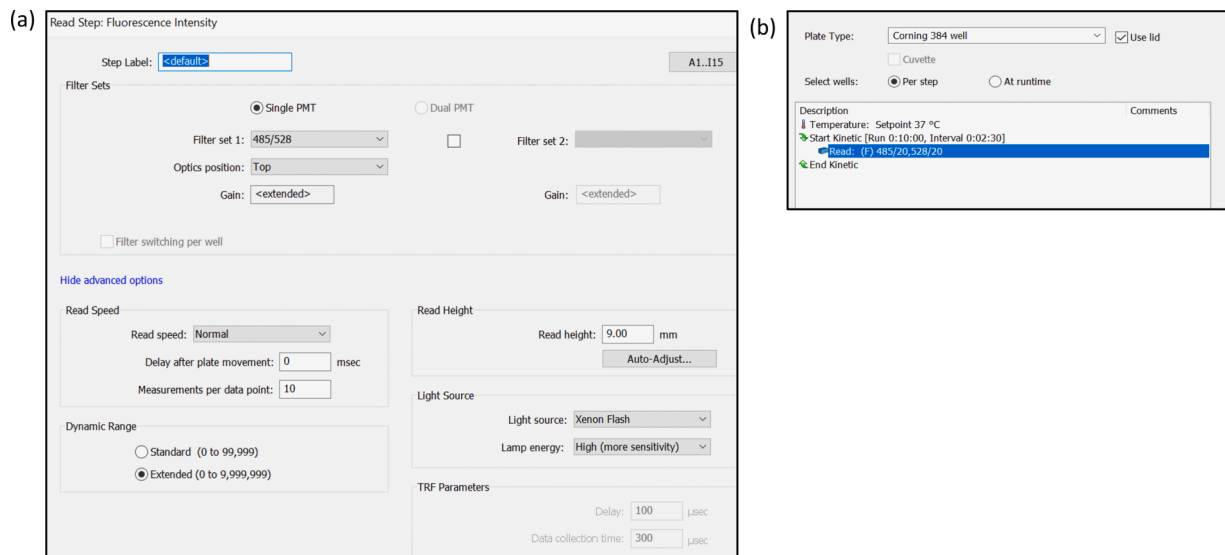 (a)
Read Step: Fluorescence Intensity
Step Label: <default>
A1..I15
Filter Sets
Single PMT
Dual PMT
Filter set 1: 485/528
Filter set 2:
Optics position: Top
Gain: <extended>
Gain: <extended>
Filter switching per well
Hide advanced options
Read Speed
Read speed: Normal
Delay after plate movement: 0 msec
Measurements per data point: 10
Dynamic Range
Standard (0 to 99,999)
Extended (0 to 9,999,999)
Read Height
Read height: 9.00 mm
Auto-Adjust...
Light Source
Light source: Xenon Flash
Lamp energy: High (more sensitivity)
TRF Parameters
Delay: 100 µsec
Data collection time: 300 µsec
(b)
Plate Type: Corning 384 well
Use lid
Cuvette
Select wells: Per step At runtime
Description Comments
Temperature: Setpoint 37 °C
Start Kinetic [Run 0:10:00, Interval 0:02:30]
Read: (F) 485/20,528/20
End Kinetic